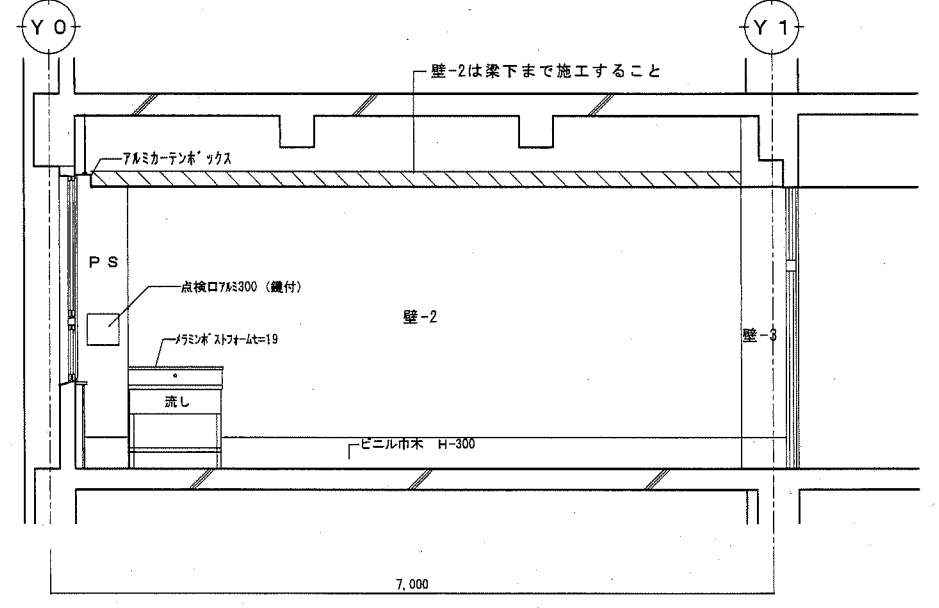 Y 0
Y 1
壁-2は梁下まで施工すること
アルミカーテンボックス
PS
点検口アルミ300 (鍵付)
壁-2
壁-3
メラミンポストフォームt=19
流し
ビニル巾木 H-300
7,000